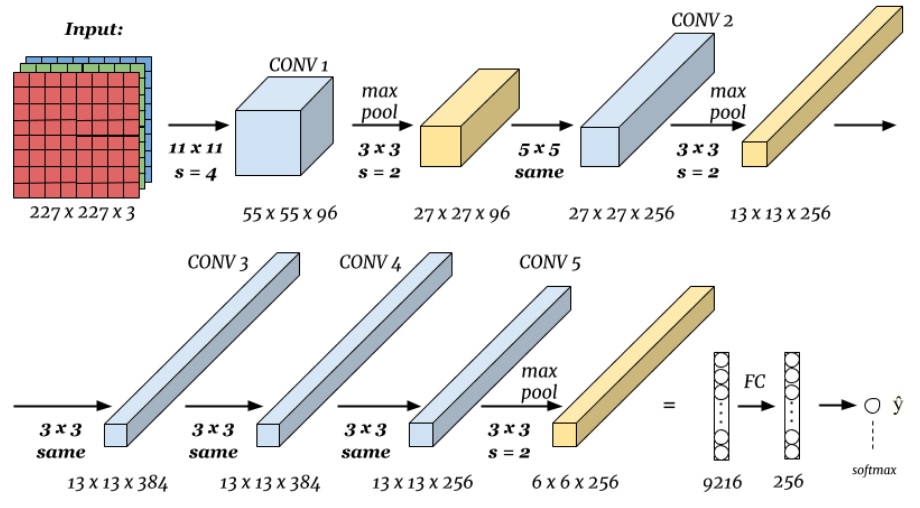 Input:
CONV 1
CONV 2
max
pool
max
pool
11 x 11
s = 4
3 x 3
s = 2
5 x 5
same
3 x 3
s = 2
227 x 227 x 3
55 x 55 x 96
27 x 27 x 96
27 x 27 x 256
13 x 13 x 256
CONV 3
CONV 4
CONV 5
max
pool
FC
=
ŷ
3 x 3
same
3 x 3
same
3 x 3
same
3 x 3
s = 2
softmax
13 x 13 x 384
13 x 13 x 384
13 x 13 x 256
6 x 6 x 256
9216
256